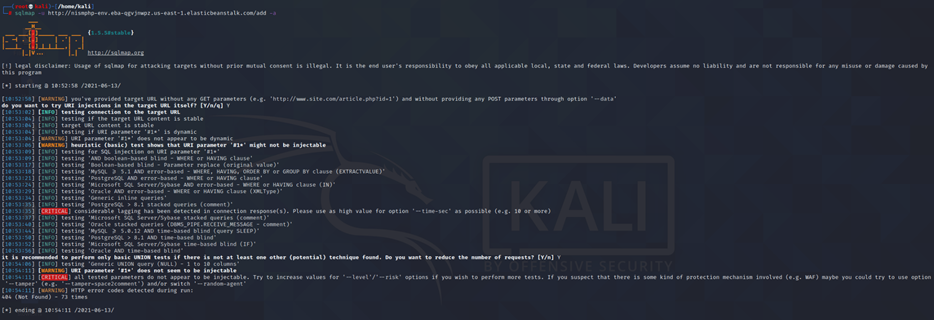 (root💀kali)-[/home/kali]
# sqlmap -u http://nismphp-env.eba-qgvjnwpz.us-east-1.elasticbeanstalk.com/add -o
{1.5.5#stable}
http://sqlmap.org
[!] legal disclaimer: Usage of sqlmap for attacking targets without prior mutual consent is illegal. It is the end user's responsibility to obey all applicable local, state and federal laws. Developers assume no liability and are not responsible for any misuse or damage caused by
this program
[*] starting @ 10:52:58 /2021-06-13/
[10:52:58] [WARNING] you've provided target URL without any GET parameters (e.g. 'http://www.site.com/article.php?id=1') and without providing any POST parameters through option '--data'
do you want to try URI injections in the target URL itself? [Y/n/q] Y
[10:53:02] [INFO] testing connection to the target URL
[10:53:04] [INFO] testing if the target URL content is stable
[10:53:04] [INFO] target URL content is stable
[10:53:04] [INFO] testing if URI parameter '#1*' is dynamic
[10:53:04] [WARNING] URI parameter '#1*' does not appear to be dynamic
[10:53:06] [WARNING] heuristic (basic) test shows that URI parameter '#1*' might not be injectable
[10:53:09] [INFO] testing for SQL injection on URI parameter '#1*'
[10:53:09] [INFO] testing 'AND boolean-based blind - WHERE or HAVING clause'
[10:53:17] [INFO] testing 'Boolean-based blind - Parameter replace (original value)'
[10:53:18] [INFO] testing 'MySQL ≥ 5.1 AND error-based - WHERE, HAVING, ORDER BY or GROUP BY clause (EXTRACTVALUE)'
[10:53:21] [INFO] testing 'PostgreSQL AND error-based - WHERE or HAVING clause'
[10:53:24] [INFO] testing 'Microsoft SQL Server/Sybase AND error-based - WHERE or HAVING clause (IN)'
[10:53:29] [INFO] testing 'Oracle AND error-based - WHERE or HAVING clause (XMLType)'
[10:53:34] [INFO] testing 'Generic inline queries'
[10:53:35] [INFO] testing 'PostgreSQL > 8.1 stacked queries (comment)'
[10:53:35] [CRITICAL] considerable lagging has been detected in connection response(s). Please use as high value for option '--time-sec' as possible (e.g. 10 or more)
[10:53:37] [INFO] testing 'Microsoft SQL Server/Sybase stacked queries (comment)'
[10:53:40] [INFO] testing 'Oracle stacked queries (DBMS_PIPE.RECEIVE_MESSAGE - comment)'
[10:53:44] [INFO] testing 'MySQL ≥ 5.0.12 AND time-based blind (query SLEEP)'
[10:53:50] [INFO] testing 'PostgreSQL > 8.1 AND time-based blind'
[10:53:53] [INFO] testing 'Microsoft SQL Server/Sybase time-based blind (IF)'
[10:53:56] [INFO] testing 'Oracle AND time-based blind'
it is recommended to perform only basic UNION tests if there is not at least one other (potential) technique found. Do you want to reduce the number of requests? [Y/n] Y
[10:54:06] [INFO] testing 'Generic UNION query (NULL) - 1 to 10 columns'
[10:54:11] [WARNING] URI parameter '#1*' does not seem to be injectable
[10:54:11] [CRITICAL] all tested parameters do not appear to be injectable. Try to increase values for '--level'/'--risk' options if you wish to perform more tests. If you suspect that there is some kind of protection mechanism involved (e.g. WAF) maybe you could try to use option
'--tamper' (e.g. '--tamper=space2comment') and/or switch '--random-agent'
[10:54:11] [WARNING] HTTP error codes detected during run:
404 (Not Found) - 73 times
[*] ending @ 10:54:11 /2021-06-13/
KALI
BY OFFENSIVE SECURITY